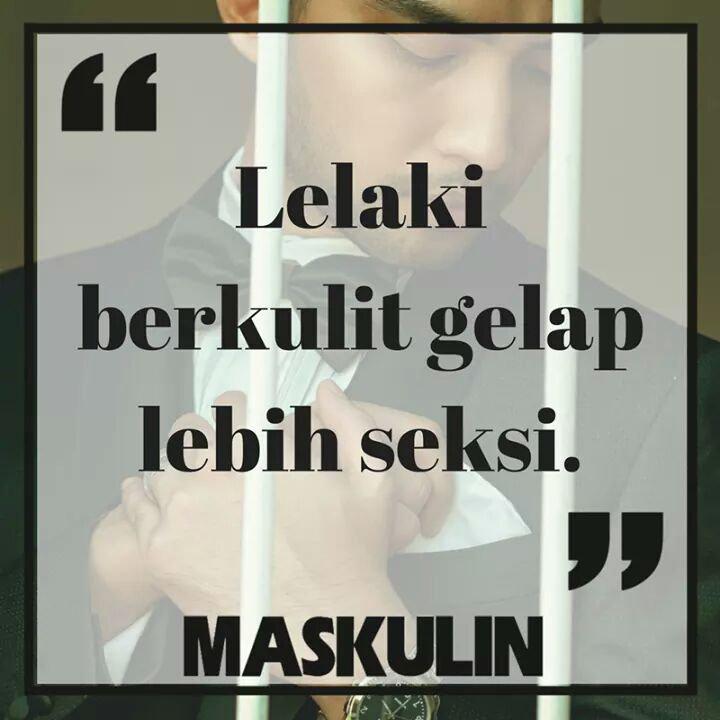 “
Lelaki
berkulit gelap
lebih seksi.
”
MASKULIN